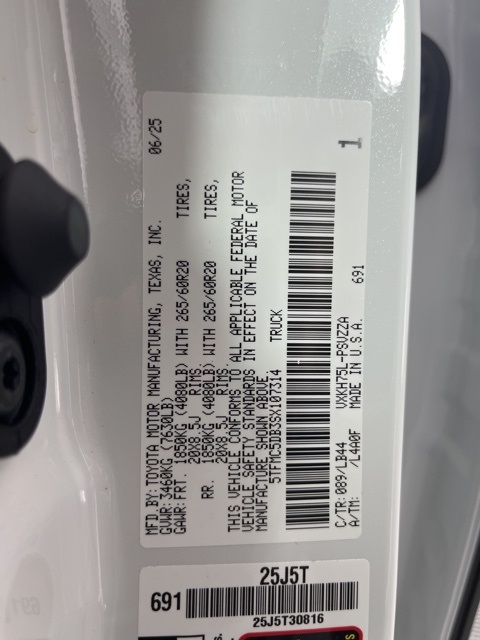 MFD.BY:TOYOTA MOTOR MANUFACTURING, TEXAS, INC. 06/25
GVWR:3460KG(7630LB)
GAWR:FRT. 1850KG(4080LB) WITH 265/60R20 TIRES,
20X8.5J RIMS.
RR. 1850KG(4080LB) WITH 265/60R20 TIRES,
20X8.5J RIMS.
THIS VEHICLE CONFORMS TO ALL APPLICABLE FEDERAL MOTOR
VEHICLE SAFETY STANDARDS IN EFFECT ON THE DATE OF
MANUFACTURE SHOWN ABOVE
5TFMC5DB3SX107314 TRUCK
C/TR:089/LB44 VXKH75L-PSVZZA 691
A/TM: /L4A0F MADE IN U.S.A.
1
691
25J5T
25J5T30816